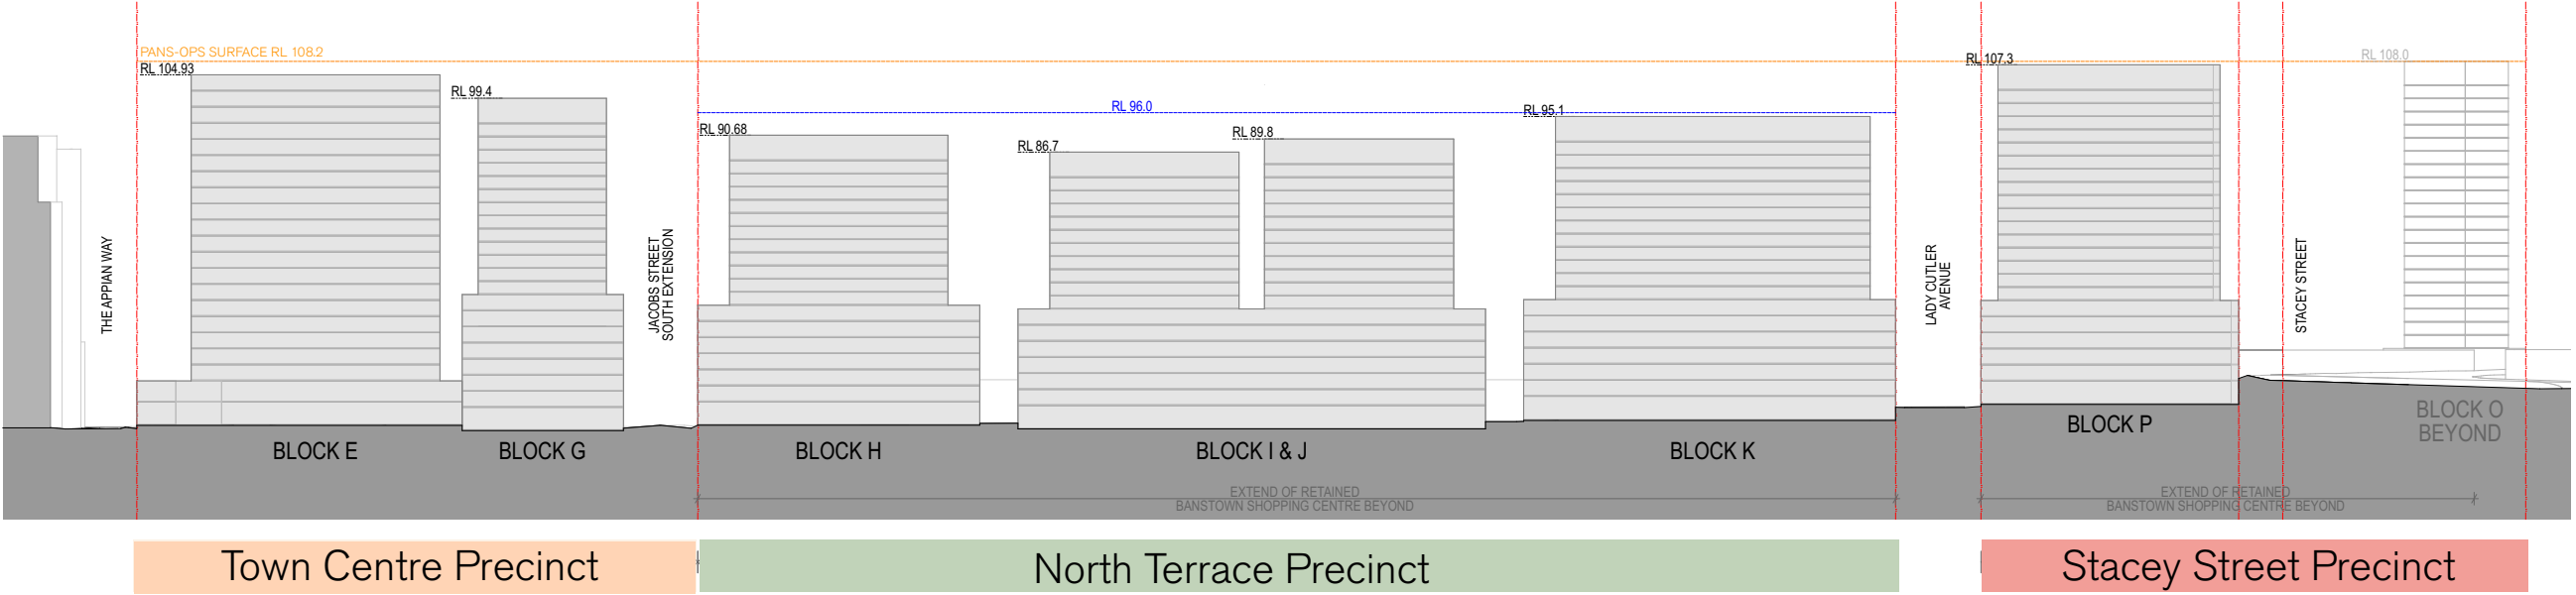 PANS-OPS SURFACE RL 108.2
RL 104.93
RL 99.4
RL 90.68
RL 86.7
RL 96.0
RL 89.8
RL 95.1
RL 107.3
RL 108.0
THE APPIAN WAY
JACOBS STREET
SOUTH EXTENSION
LADY CUTLER
AVENUE
STACEY STREET
BLOCK E
BLOCK G
BLOCK H
BLOCK I & J
BLOCK K
BLOCK P
BLOCK O
BEYOND
EXTEND OF RETAINED
BANSTOWN SHOPPING CENTRE BEYOND
EXTEND OF RETAINED
BANSTOWN SHOPPING CENTRE BEYOND
Town Centre Precinct
North Terrace Precinct
Stacey Street Precinct